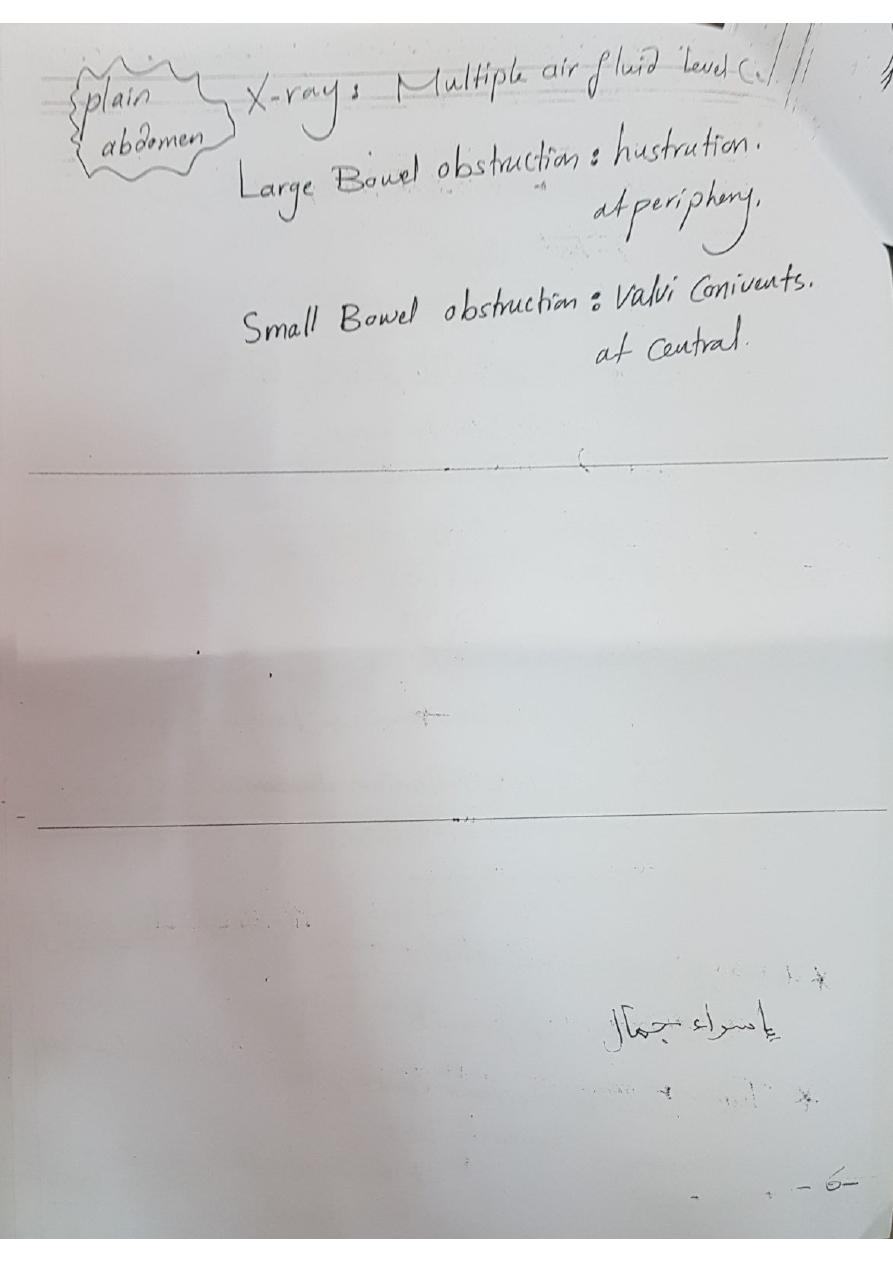 plain
abdomen
X-ray: Multiple air fluid level
Large Bowel obstruction: hustrution.
at periphery.
Small Bowel obstruction: Valvi Conivents.
at central.
إسراء جمال
-6-